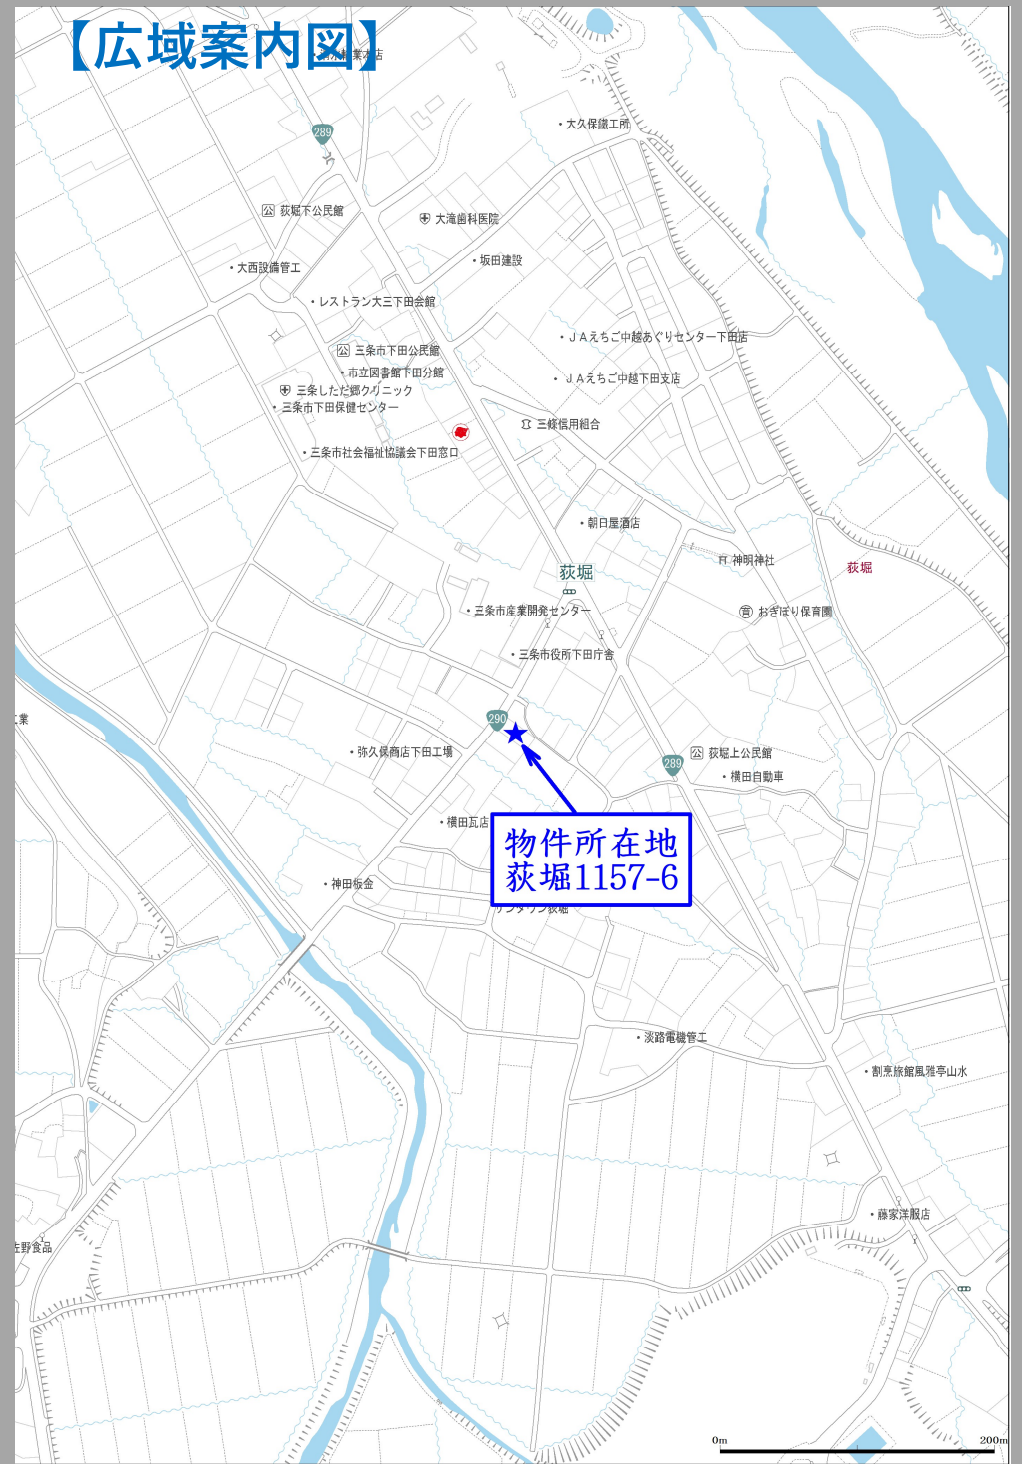 【広域案内図】
289
・大久保鐵工所
荻堀下公民館
大滝歯科医院
・大西設備管工
・坂田建設
・レストラン大三下田会館
・ＪＡえちご中越あぐりセンター下田店
三条市下田公民館
・市立図書館下田分館
・ＪＡえちご中越下田支店
三条しただ郷クリニック
・三条市下田保健センター
三條信用組合
・三条市社会福祉協議会下田窓口
・朝日屋酒店
神明神社
荻堀
荻堀
・三条市産業開発センター
おぎぼり保育園
・三条市役所下田庁舎
290
・弥久保商店下田工場
289
荻堀上公民館
・横田自動車
・横田瓦店
物件所在地
荻堀1157-6
・神田板金
サンタウン荻堀
・淡路電機管工
・割烹旅館風雅亭山水
・藤家洋服店
佐野食品
0m
200m